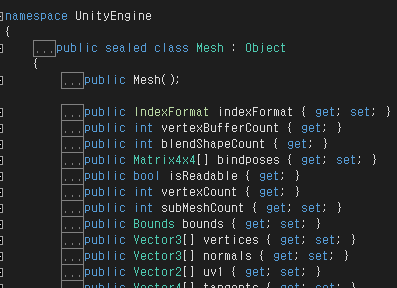 namespace UnityEngine
{
...public sealed class Mesh : Object
{
...public Mesh();
...public IndexFormat indexFormat { get; set; }
...public int vertexBufferCount { get; }
...public int blendShapeCount { get; }
...public Matrix4x4[] bindposes { get; set; }
...public bool isReadable { get; }
...public int vertexCount { get; }
...public int subMeshCount { get; set; }
...public Bounds bounds { get; set; }
...public Vector3[] vertices { get; set; }
...public Vector3[] normals { get; set; }
...public Vector2[] uv1 { get; set; }
...public Vector4[] tangents { get; set; }